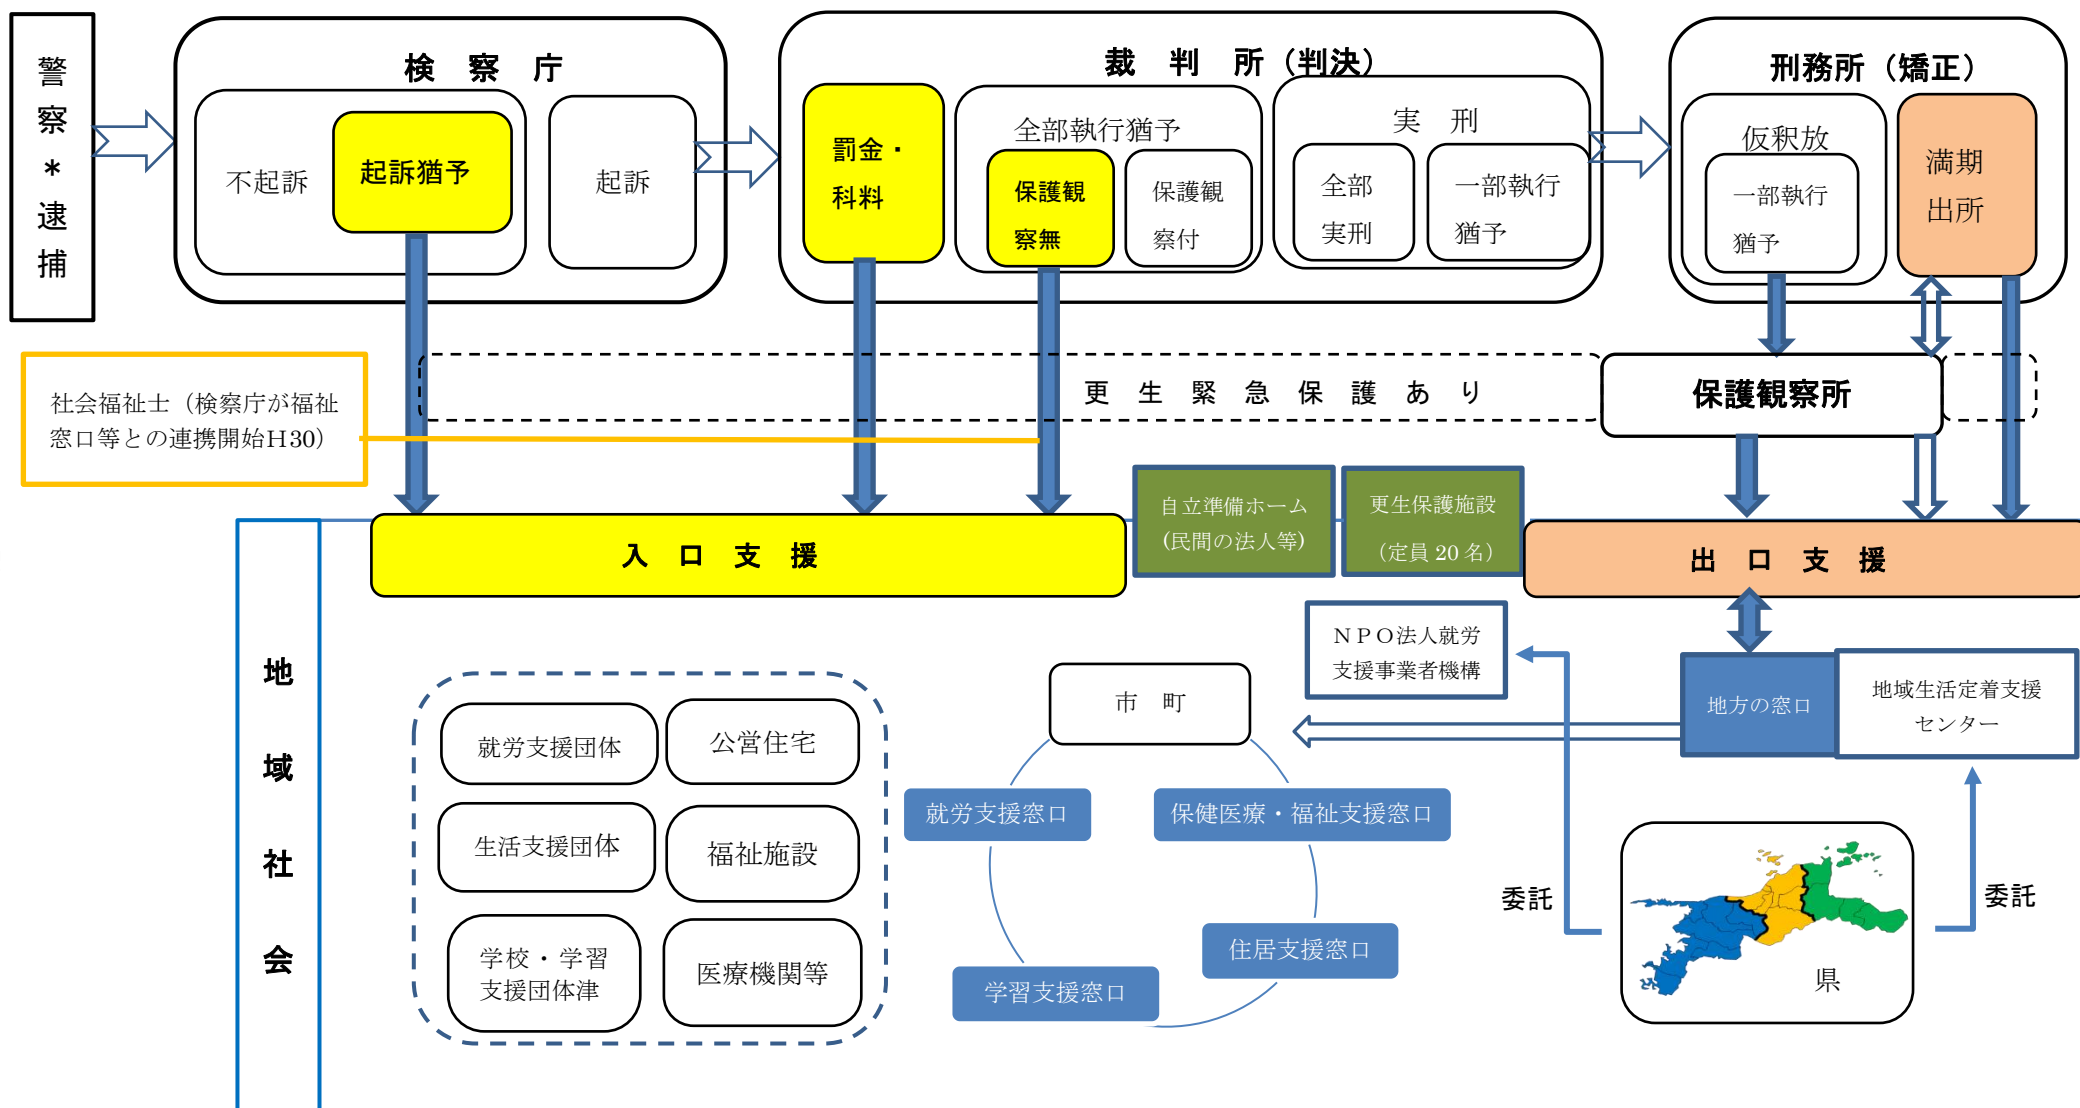 警察*逮捕
検　察　庁
不起訴
起訴猶予
起訴
裁　判　所（判決）
罰金・
科料
全部執行猶予
保護観
察無
保護観
察付
実　刑
全部
実刑
一部執行
猶予
刑務所（矯正）
仮釈放
一部執行
猶予
満期
出所
社会福祉士（検察庁が福祉
窓口等との連携開始H30）
更　生　緊　急　保　護　あ　り
保護観察所
入　口　支　援
自立準備ホーム
(民間の法人等)
更生保護施設
（定員 20 名）
出　口　支　援
地域社会
ＮＰＯ法人就労
支援事業者機構
市　町
地方の窓口
地域生活定着支援
センター
就労支援団体
公営住宅
生活支援団体
福祉施設
学校・学習
支援団体津
医療機関等
就労支援窓口
保健医療・福祉支援窓口
住居支援窓口
学習支援窓口
委託
委託
県